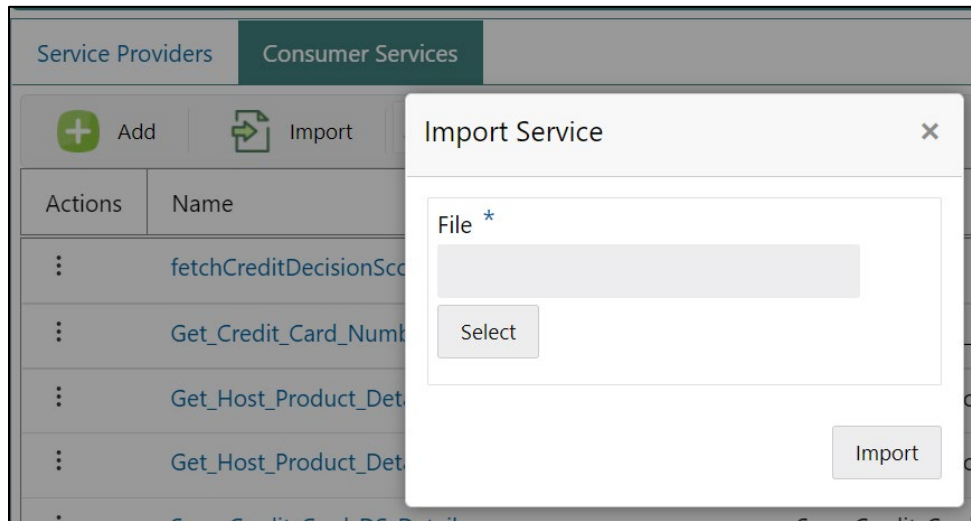 Service Providers
Consumer Services
Add
Import
Import Service
×
Actions
Name
File *
fetchCreditDecisionSco
Select
Get_Credit_Card_Numb
Get_Host_Product_Det
Get_Host_Product_Det
Import